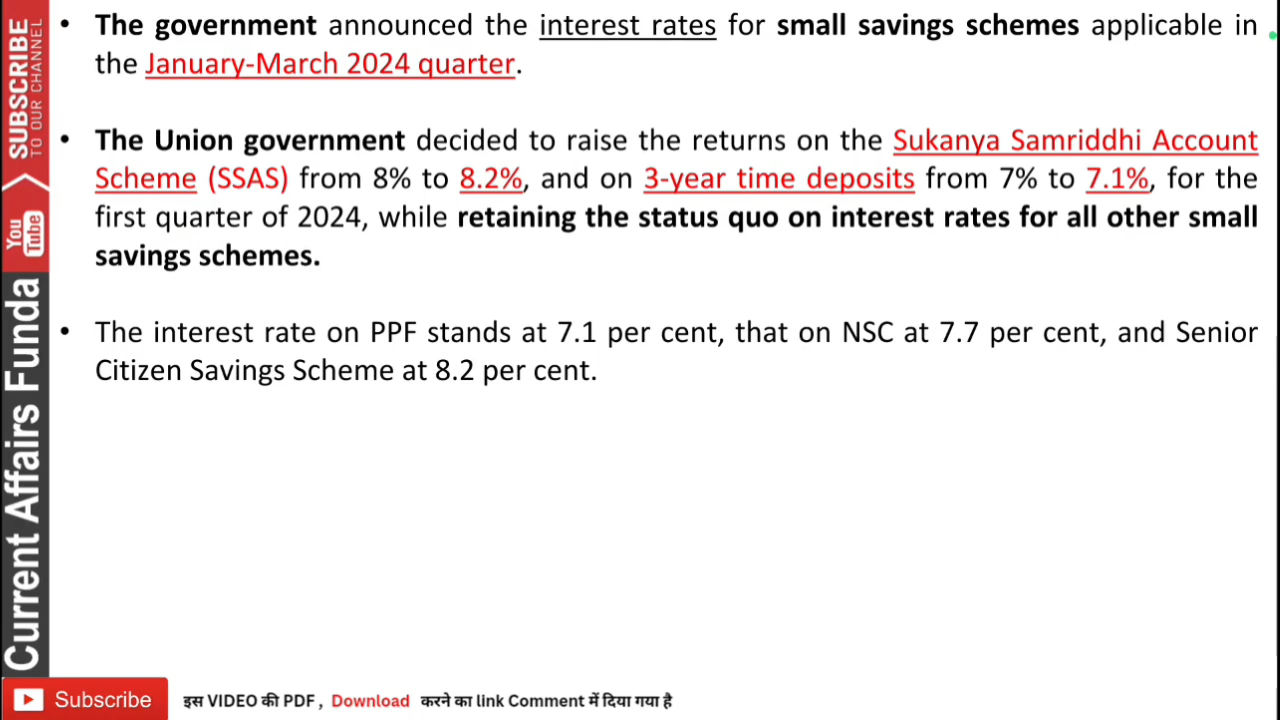 • The government announced the interest rates for small savings schemes applicable in
the January-March 2024 quarter.
• The Union government decided to raise the returns on the Sukanya Samriddhi Account
Scheme (SSAS) from 8% to 8.2%, and on 3-year time deposits from 7% to 7.1%, for the
first quarter of 2024, while retaining the status quo on interest rates for all other small
savings schemes.
• The interest rate on PPF stands at 7.1 per cent, that on NSC at 7.7 per cent, and Senior
Citizen Savings Scheme at 8.2 per cent.
SUBSCRIBE
TO OUR CHANNEL
You
Tube
Current Affairs Funda
Subscribe
इस VIDEO की PDF , Download करने का link Comment में दिया गया है